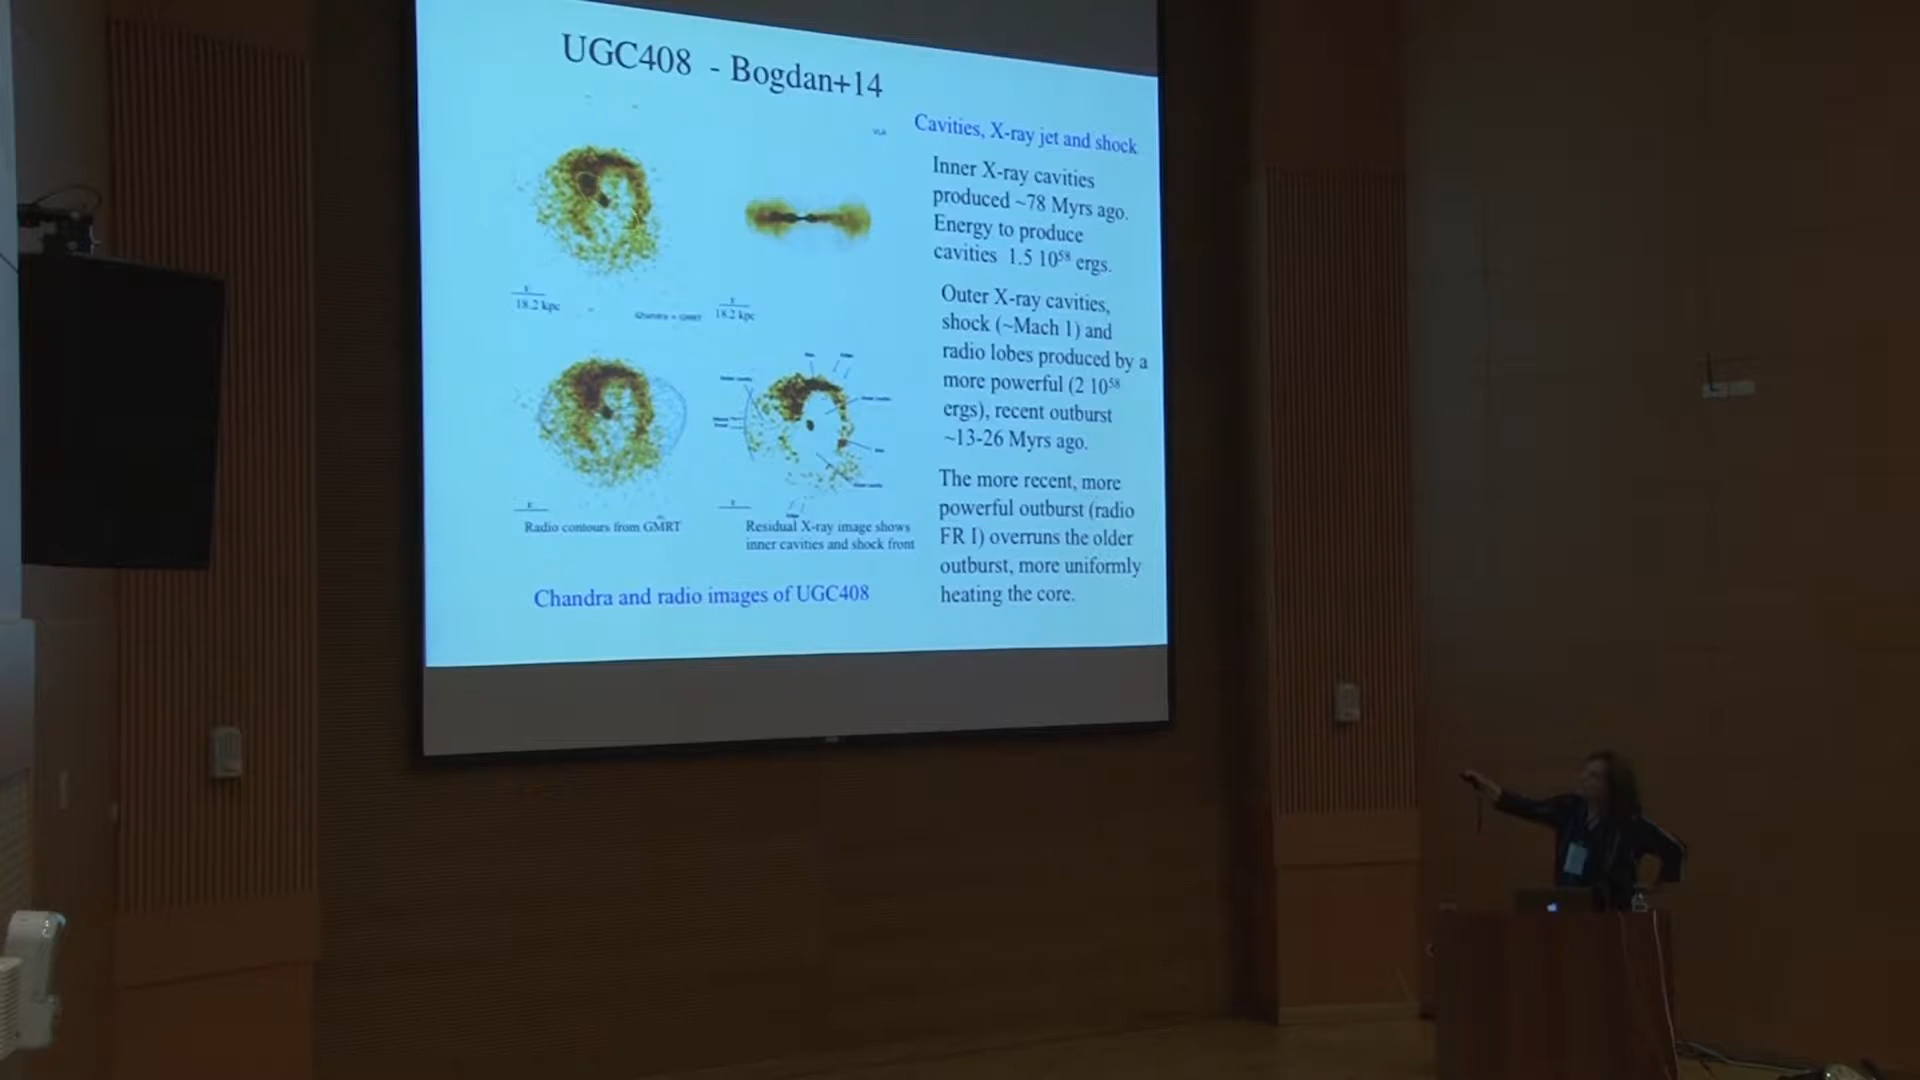 UGC408 - Bogdan+14
VLA
Cavities, X-ray jet and shock
Inner X-ray cavities
produced ~78 Myrs ago.
Energy to produce
cavities 1.5 10⁵⁸ ergs.
18.2 kpc
Chandra + GMRT
18.2 kpc
Outer X-ray cavities,
shock (~Mach 1) and
radio lobes produced by a
more powerful (2 10⁵⁸
ergs), recent outburst
~13-26 Myrs ago.
The more recent, more
powerful outburst (radio
FR I) overruns the older
outburst, more uniformly
heating the core.
Radio contours from GMRT
Residual X-ray image shows
inner cavities and shock front
Chandra and radio images of UGC408